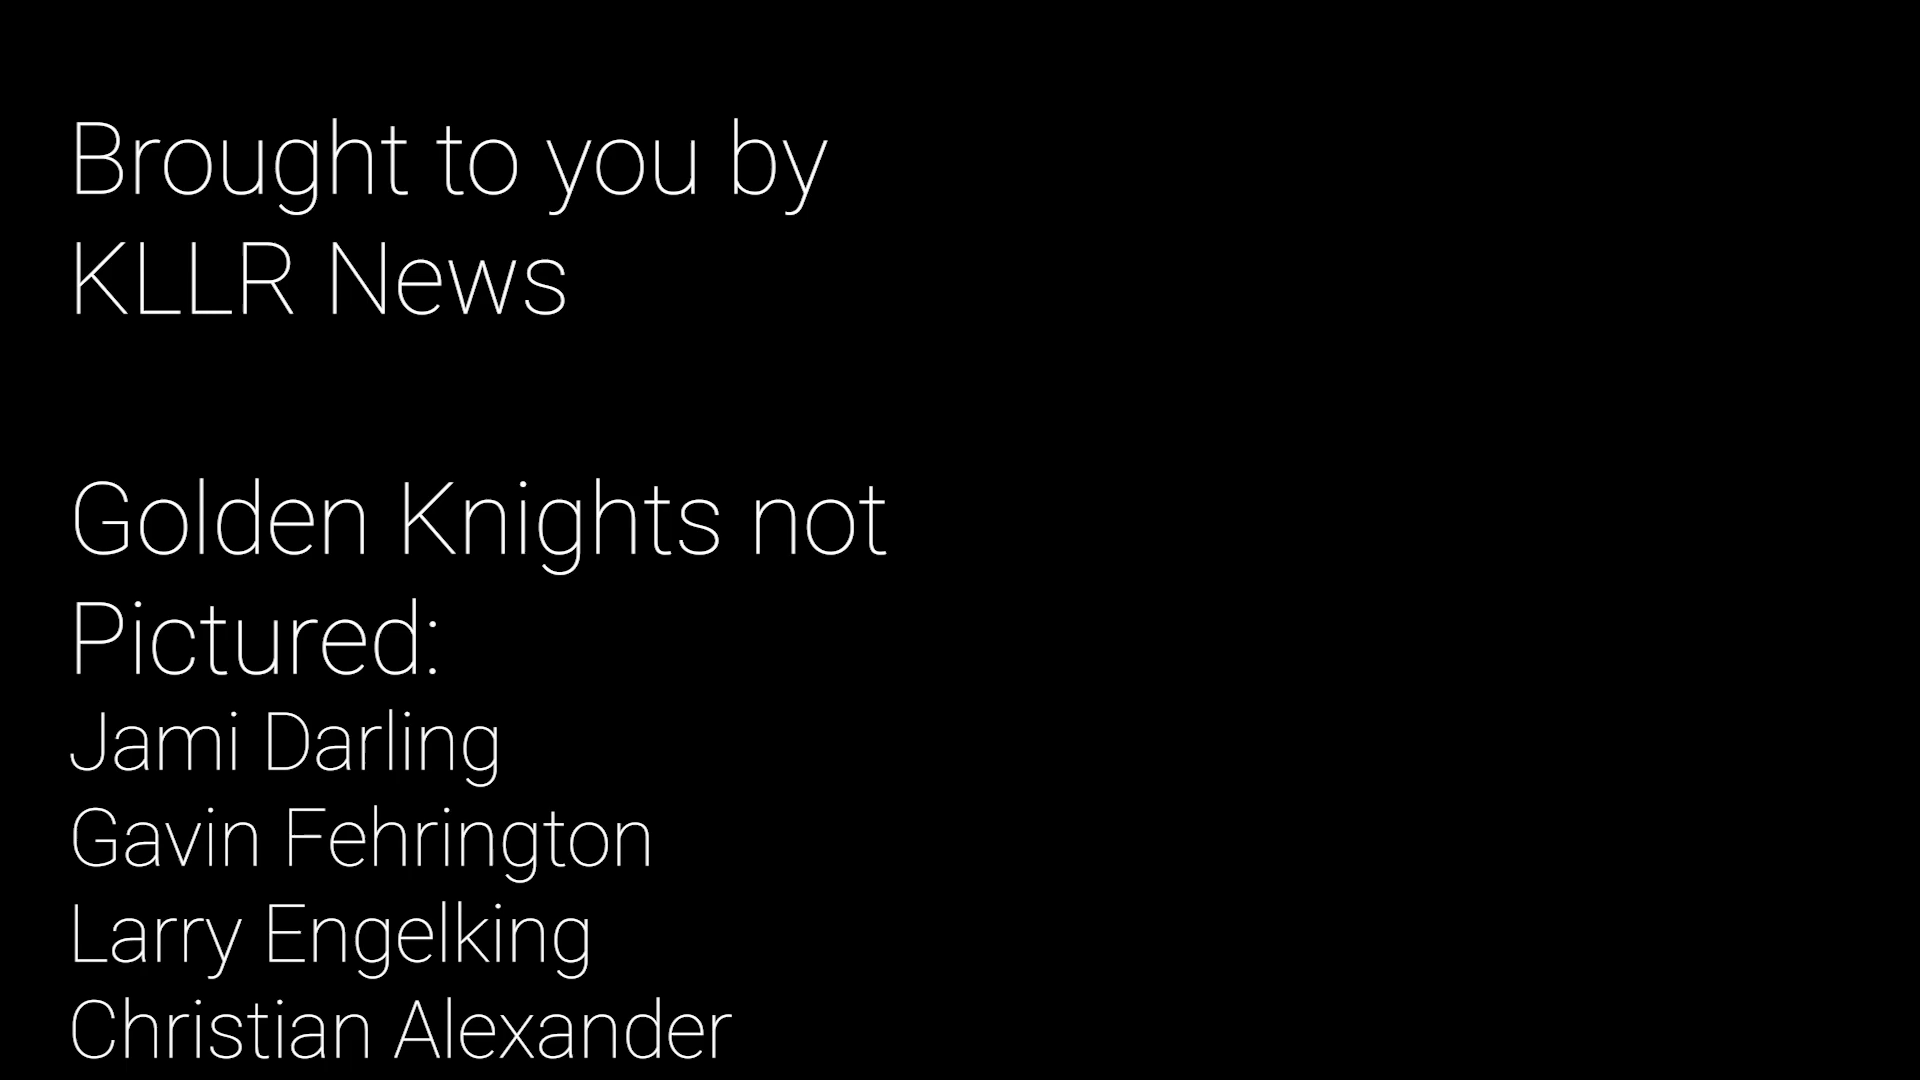 Brought to you by
KLLR News
Golden Knights not
Pictured:
Jami Darling
Gavin Fehrington
Larry Engelking
Christian Alexander